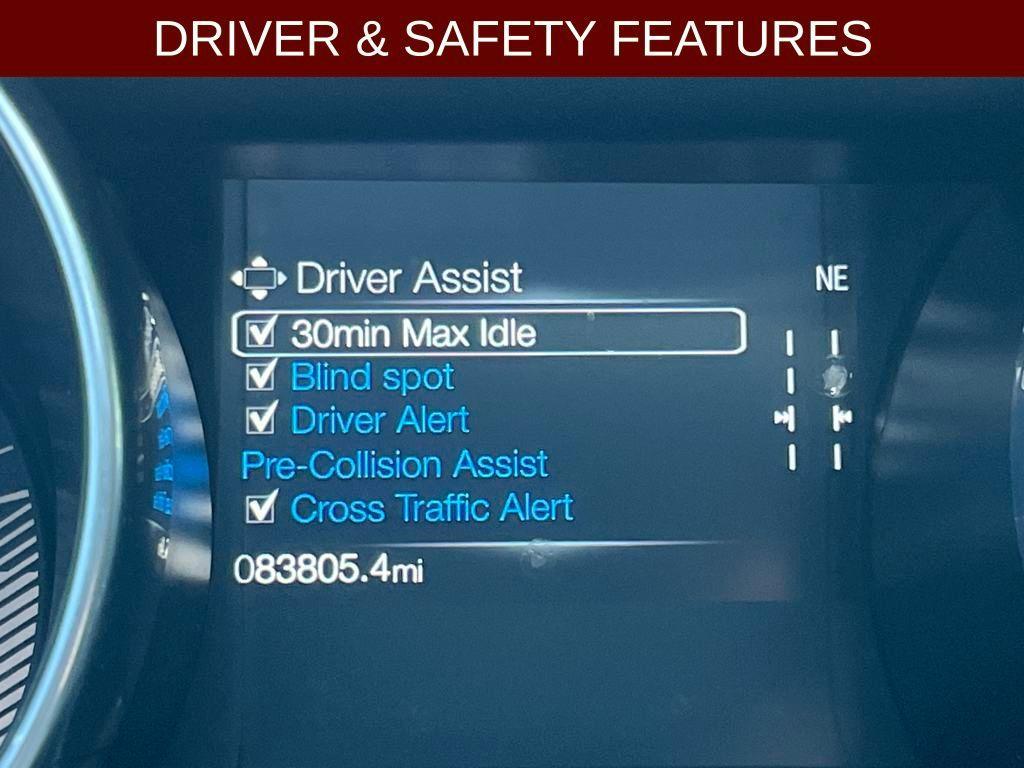 DRIVER & SAFETY FEATURES
Driver Assist
NE
30min Max Idle
Blind spot
Driver Alert
Pre-Collision Assist
Cross Traffic Alert
083805.4mi